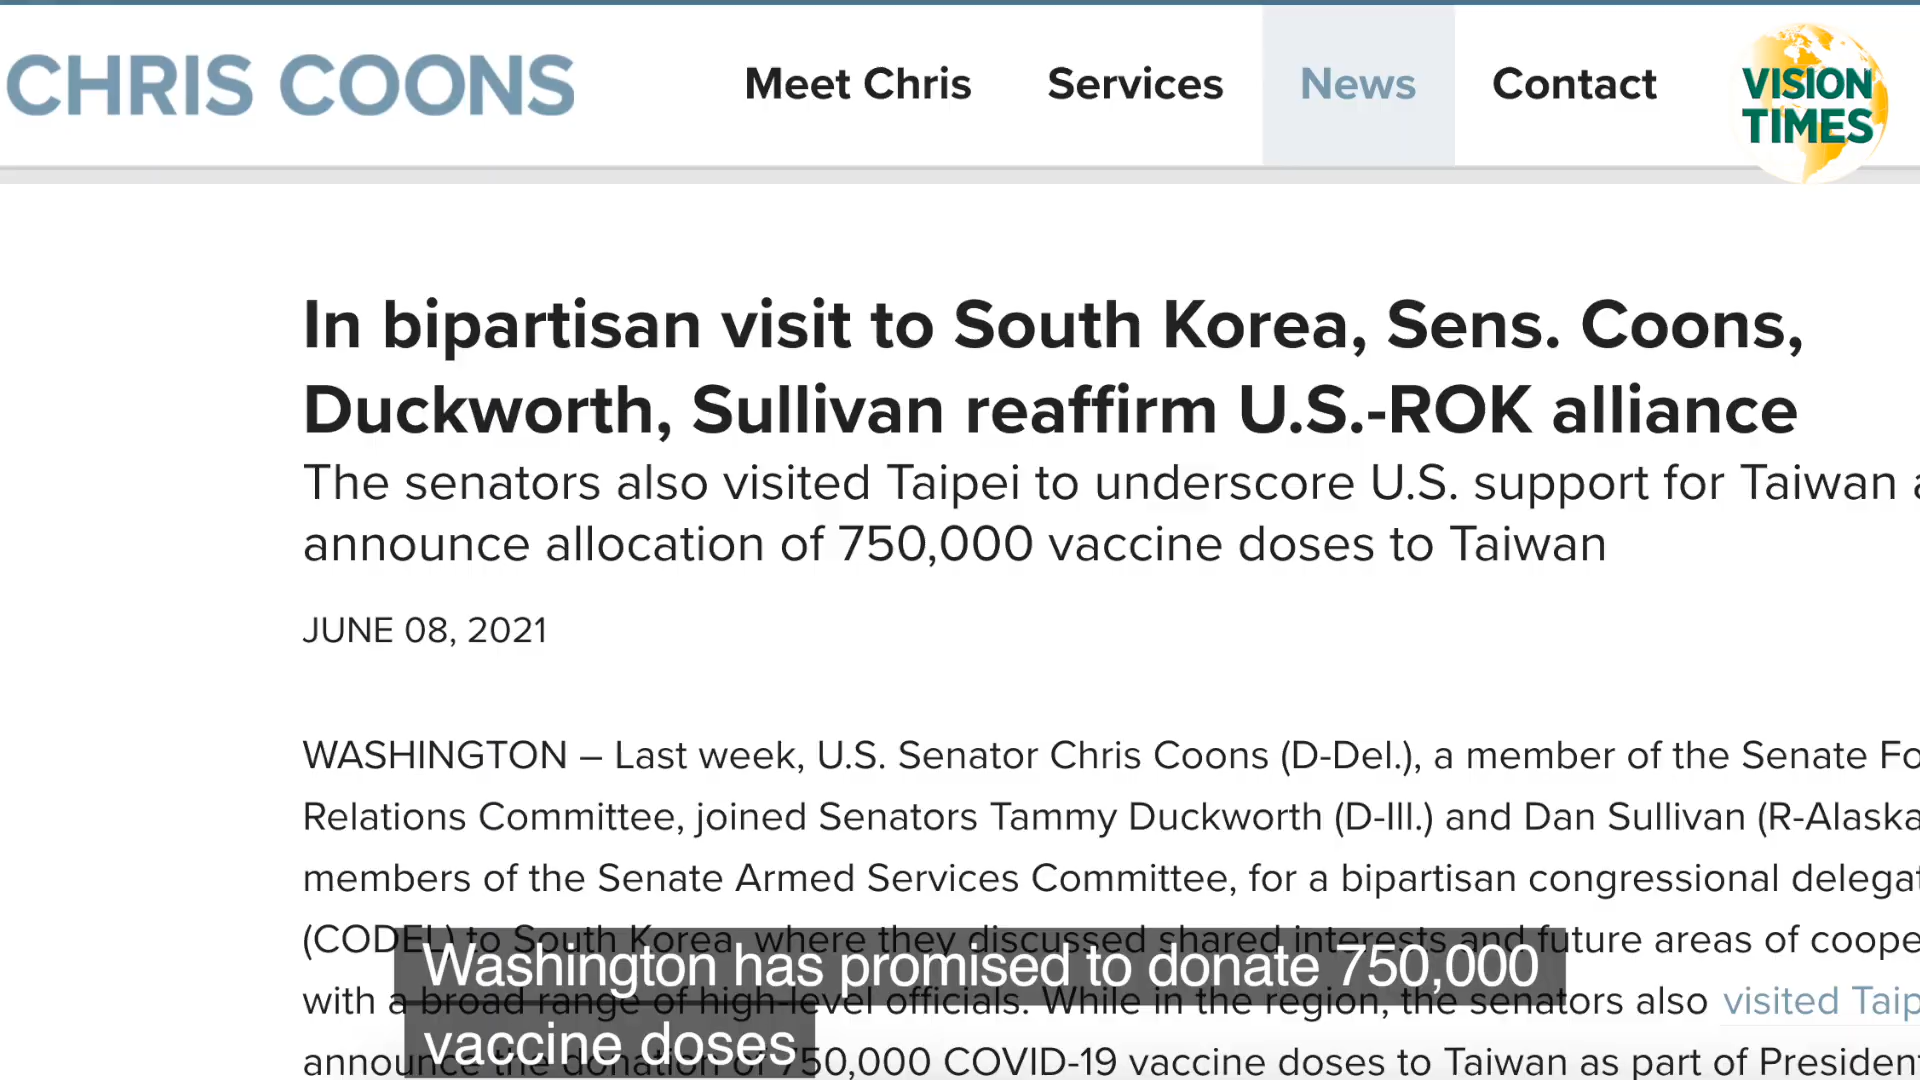 CHRIS COONS
Meet Chris
Services
News
Contact
VISION
TIMES
In bipartisan visit to South Korea, Sens. Coons,
Duckworth, Sullivan reaffirm U.S.-ROK alliance
The senators also visited Taipei to underscore U.S. support for Taiwan
announce allocation of 750,000 vaccine doses to Taiwan
JUNE 08, 2021
WASHINGTON – Last week, U.S. Senator Chris Coons (D-Del.), a member of the Senate Fo
Relations Committee, joined Senators Tammy Duckworth (D-Ill.) and Dan Sullivan (R-Alaska
members of the Senate Armed Services Committee, for a bipartisan congressional delegat
(CODEL) to South Korea, where they discussed shared interests and future areas of coope
with a broad range of high-level officials. While in the region, the senators also visited Taip
announce the donation of 750,000 COVID-19 vaccine doses to Taiwan as part of President
Washington has promised to donate 750,000
vaccine doses